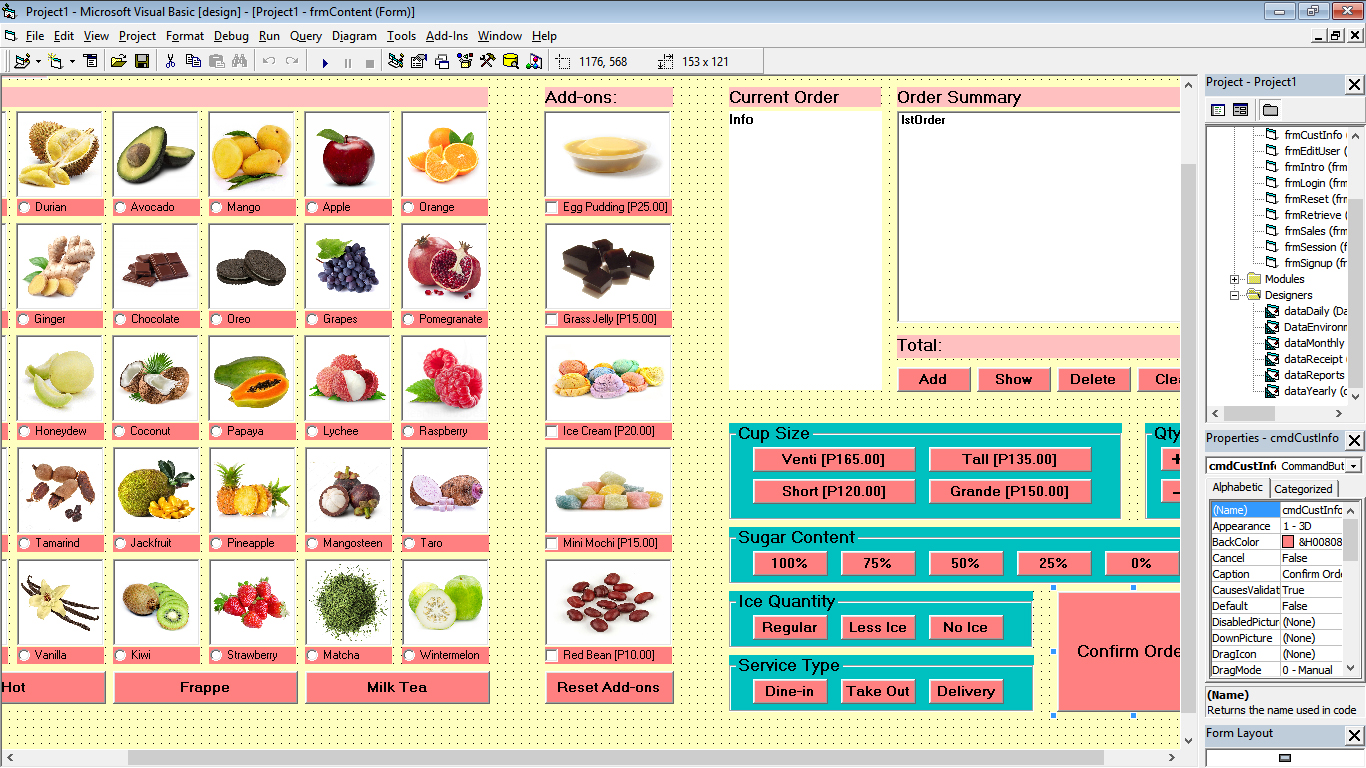 Project1 - Microsoft Visual Basic [design] - [Project1 - frmContent (Form)]
File Edit View Project Format Debug Run Query Diagram Tools Add-Ins Window Help
1176, 568 153 x 121
Add-ons:
Current Order
Order Summary
Info
lstOrder
Durian Avocado Mango Apple Orange
Egg Pudding [P25.00]
Ginger Chocolate Oreo Grapes Pomegranate
Grass Jelly [P15.00]
Honeydew Coconut Papaya Lychee Raspberry
Ice Cream [P20.00]
Tamarind Jackfruit Pineapple Mangosteen Taro
Mini Mochi [P15.00]
Vanilla Kiwi Strawberry Matcha Wintermelon
Red Bean [P10.00]
Hot Frappe Milk Tea Reset Add-ons
Total:
Add Show Delete Clea
Cup Size
Qty
Venti [P165.00] Tall [P135.00] +
Short [P120.00] Grande [P150.00] -
Sugar Content
100% 75% 50% 25% 0%
Ice Quantity
Regular Less Ice No Ice
Service Type
Dine-in Take Out Delivery
Confirm Orde
Project - Project1
frmCustInfo (
frmEditUser (
frmIntro (frm
frmLogin (frm
frmReset (frm
frmRetrieve (
frmSales (frm
frmSession (
frmSignup (fr
Modules
Designers
dataDaily (Da
DataEnvironm
dataMonthly
dataReceipt (
dataReports
dataYearly (c
Properties - cmdCustInfo
cmdCustInfo CommandBut
Alphabetic Categorized
(Name) cmdCustInfo
Appearance 1 - 3D
BackColor &H00808
Cancel False
Caption Confirm Orde
CausesValidat True
Default False
DisabledPictur (None)
DownPicture (None)
DragIcon (None)
DragMode 0 - Manual
(Name)
Returns the name used in code
Form Layout